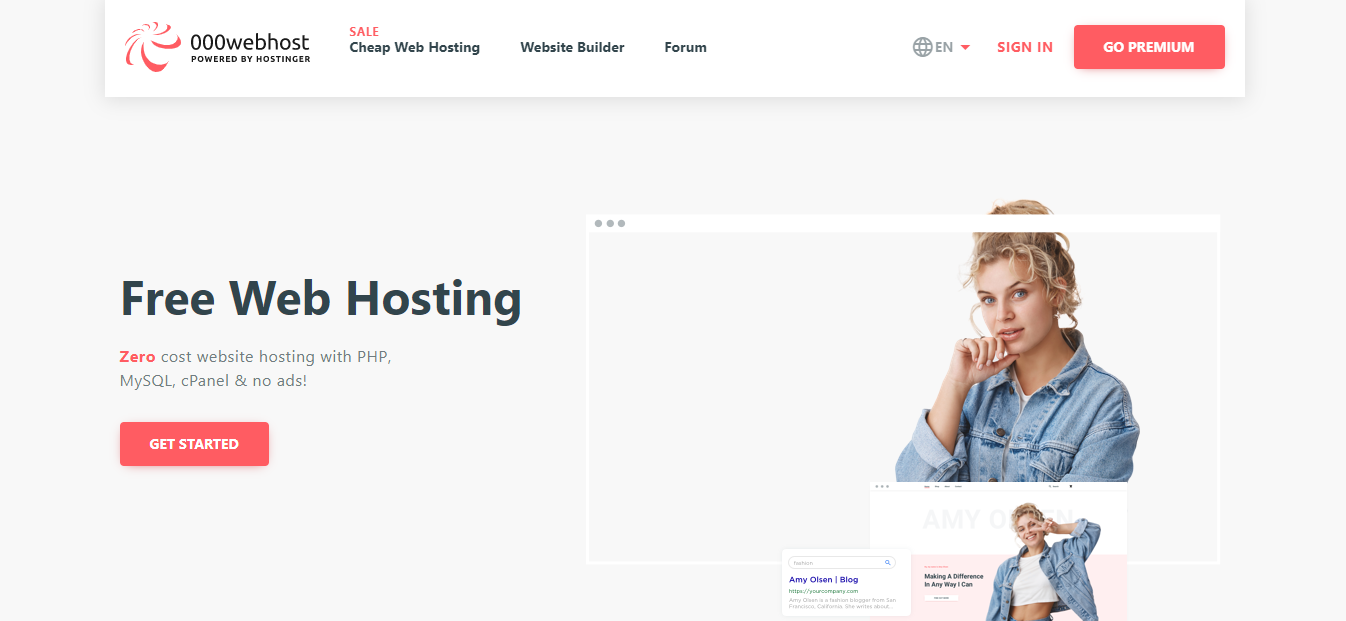 000webhost
POWERED BY HOSTINGER
SALE
Cheap Web Hosting
Website Builder
Forum
EN
SIGN IN
GO PREMIUM
Free Web Hosting
Zero cost website hosting with PHP,
MySQL, cPanel & no ads!
GET STARTED
fashion
Amy Olsen | Blog
https://yourcompany.com
Amy Olsen is a fashion blogger from San
Francisco, California. She writes about...
AMY OLSEN
Making A Difference
In Any Way I Can